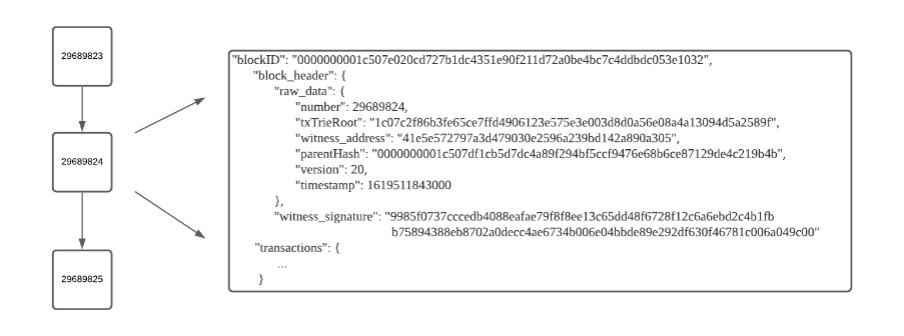 29689823
29689824
29689825
"blockID": "0000000001c507e020cd727b1dc4351e90f211d72a0be4bc7c4ddbdc053e1032",
"block_header": {
"raw_data": {
"number": 29689824,
"txTrieRoot": "1c07c2f86b3fe65ce7ffd4906123e575e3e003d8d0a56e08a4a13094d5a2589f",
"witness_address": "41e5e572797a3d479030e2596a239bd142a890a305",
"parentHash": "0000000001c507df1cb5d7dc4a89f294bf5ccf9476e68b6ce87129de4c219b4b",
"version": 20,
"timestamp": 1619511843000
},
"witness_signature": "9985f0737cccedb4088eafae79f8f8ee13c65dd48f6728f12c6a6ebd2c4b1fb
b75894388eb8702a0decc4ae6734b006e04bbde89e292df630f46781c006a049c00"
"transactions": {
...
}